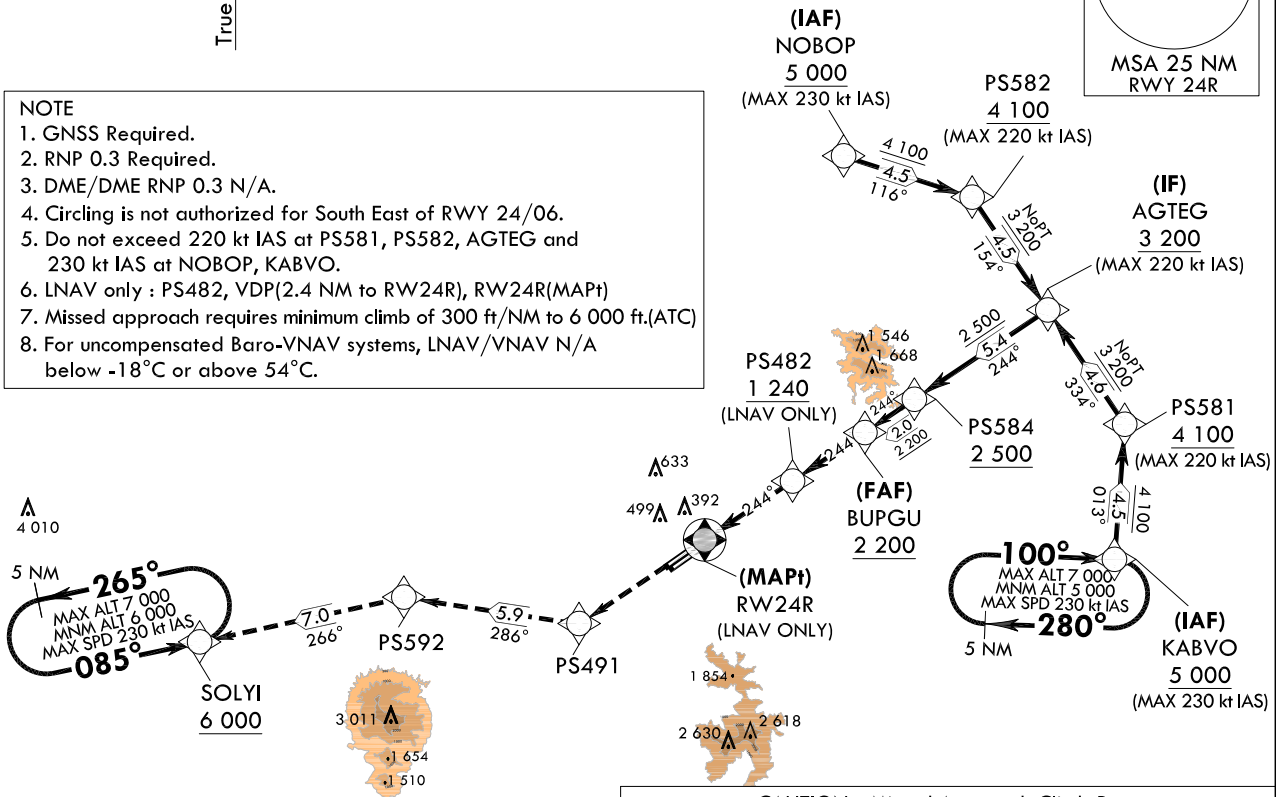 True
(IAF)
NOBOP
5 000
(MAX 230 kt IAS)
MSA 25 NM
RWY 24R
PS582
4 100
(MAX 220 kt IAS)
NOTE
1. GNSS Required.
2. RNP 0.3 Required.
3. DME/DME RNP 0.3 N/A.
4. Circling is not authorized for South East of RWY 24/06.
5. Do not exceed 220 kt IAS at PS581, PS582, AGTEG and
230 kt IAS at NOBOP, KABVO.
6. LNAV only : PS482, VDP(2.4 NM to RW24R), RW24R(MAPt)
7. Missed approach requires minimum climb of 300 ft/NM to 6 000 ft.(ATC)
8. For uncompensated Baro-VNAV systems, LNAV/VNAV N/A
below -18°C or above 54°C.
4 100
4.5
116°
(IF)
AGTEG
3 200
(MAX 220 kt IAS)
NoPT
3 200
4.5
154°
2 500
5.4
244°
1 546
1 668
PS482
1 240
(LNAV ONLY)
NoPT
3 200
4.6
334°
PS581
4 100
(MAX 220 kt IAS)
244°
2.0
2 200
PS584
2 500
244°
(FAF)
BUPGU
2 200
633
499
392
244°
4 010
4 100
4.5
013°
(MAPt)
RW24R
(LNAV ONLY)
5 NM
265°
MAX ALT 7 000
MNM ALT 6 000
MAX SPD 230 kt IAS
085°
7.0
266°
PS592
5.9
286°
PS491
100°
MAX ALT 7 000
MNM ALT 5 000
MAX SPD 230 kt IAS
280°
5 NM
(IAF)
KABVO
5 000
(MAX 230 kt IAS)
SOLYI
6 000
1 854
3 011
2 630
2 618
1 654
1 510